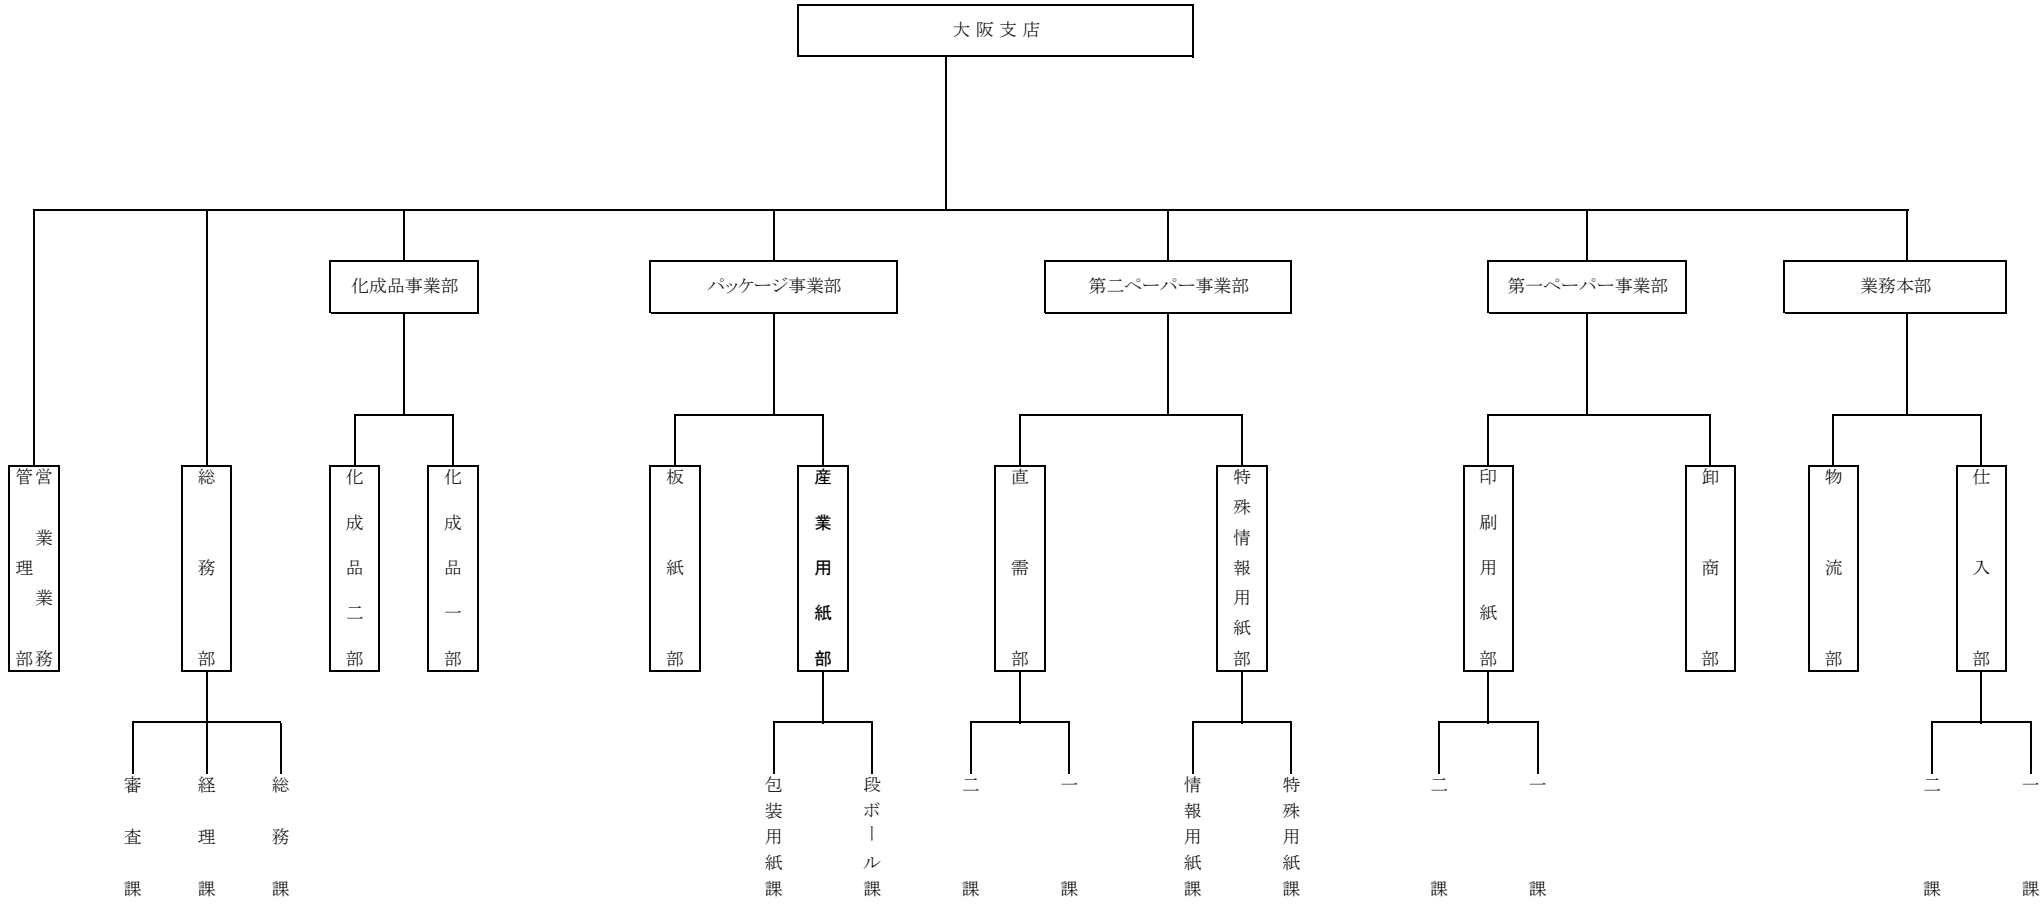 大阪支店
化成品事業部
パッケージ事業部
第二ペーパー事業部
第一ペーパー事業部
業務本部
営業業務
管理部
総務部
化成品二部
化成品一部
板紙部
産業用紙部
直需部
特殊情報用紙部
印刷用紙部
卸商部
物流部
仕入部
審査課
経理課
総務課
包装用紙課
段ボール課
二課
一課
情報用紙課
特殊用紙課
二課
一課
二課
一課